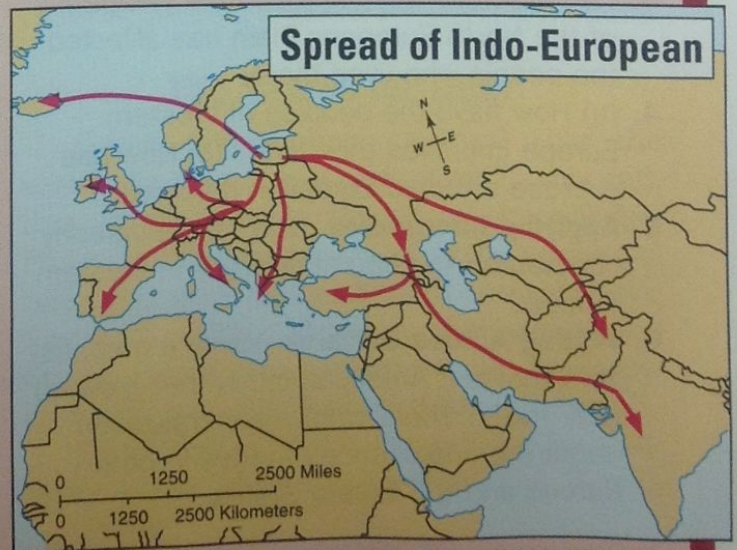 Spread of Indo-European
N
W E
S
0 1250 2500 Miles
0 1250 2500 Kilometers